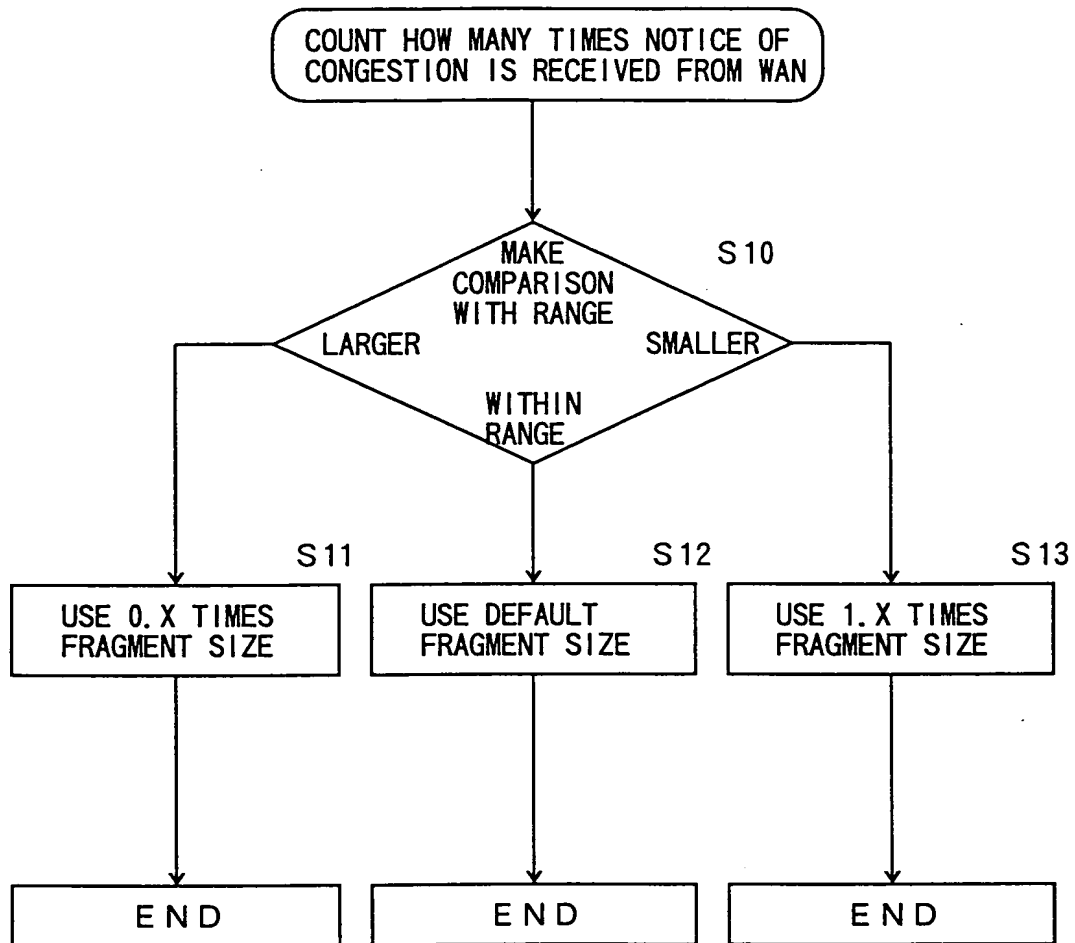 COUNT HOW MANY TIMES NOTICE OF
CONGESTION IS RECEIVED FROM WAN
MAKE
COMPARISON
WITH RANGE
S10
LARGER
SMALLER
WITHIN
RANGE
S11
S12
S13
USE 0.X TIMES
FRAGMENT SIZE
USE DEFAULT
FRAGMENT SIZE
USE 1.X TIMES
FRAGMENT SIZE
END
END
END